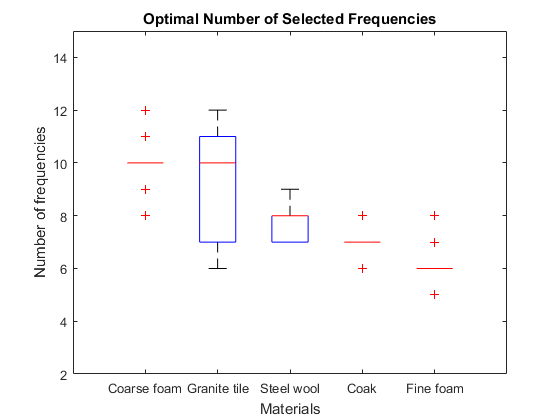 Optimal Number of Selected Frequencies
Number of frequencies
14
12
10
8
6
4
2
Coarse foam Granite tile Steel wool Coak Fine foam
Materials